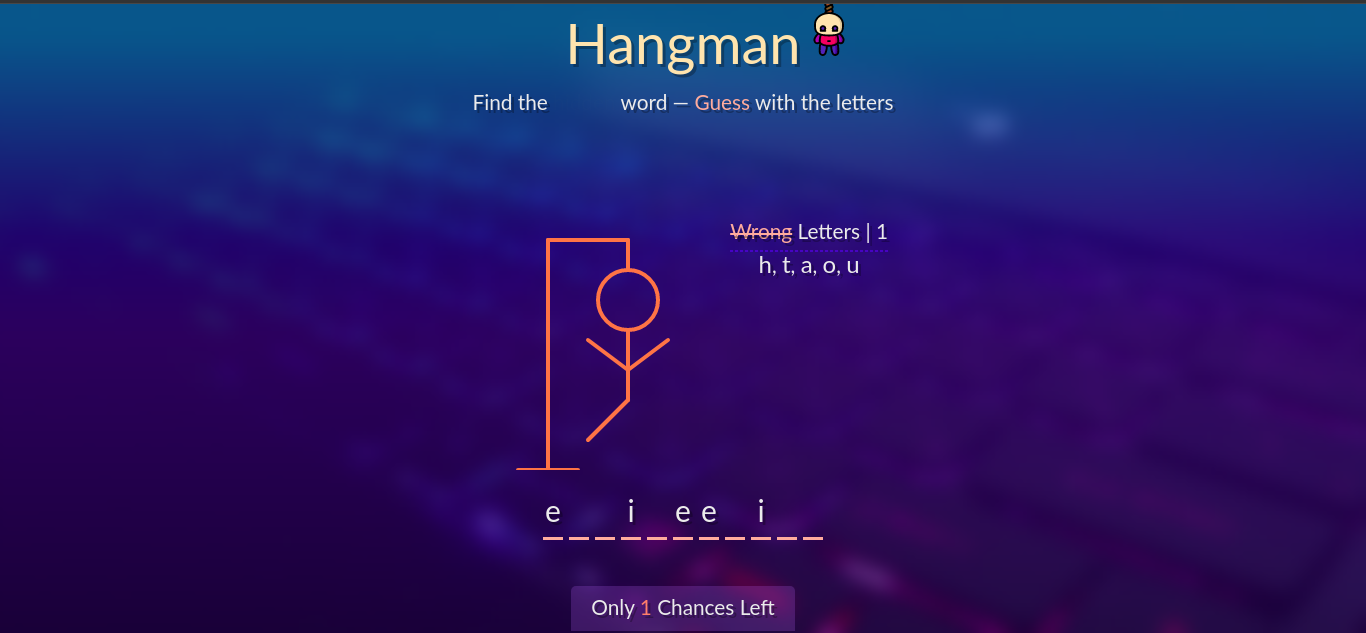 Hangman
Find the word — Guess with the letters
Wrong Letters | 1
h, t, a, o, u
e i e e i
Only 1 Chances Left